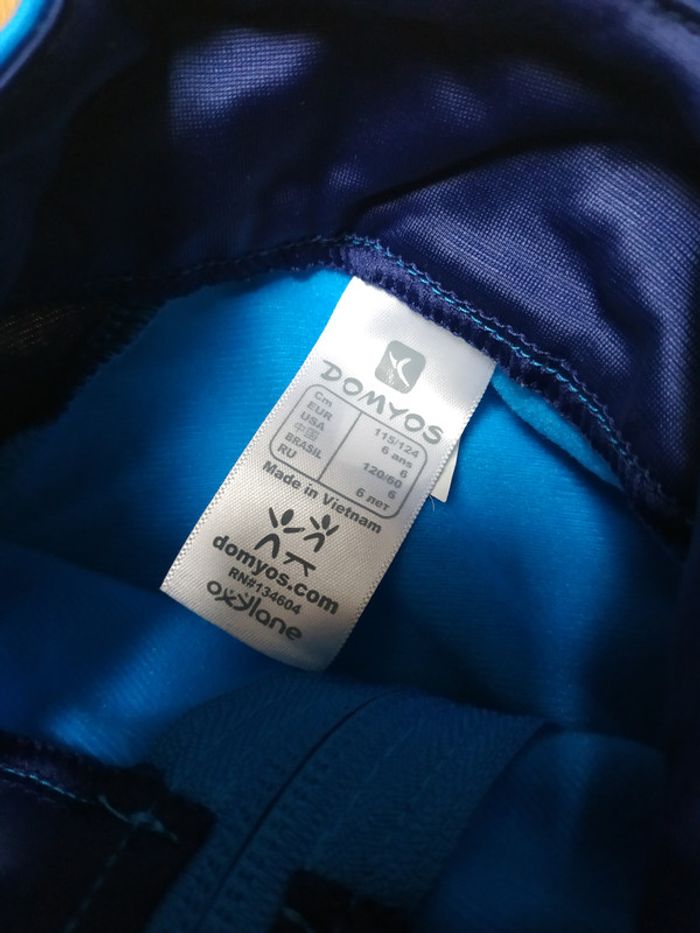 DOMYOS
Cm 115/124
EUR 6 ans
USA 6
中国 120/60
BRASIL 6
RU 6 лет
Made in Vietnam
domyos.com
RN#134604
oxylane